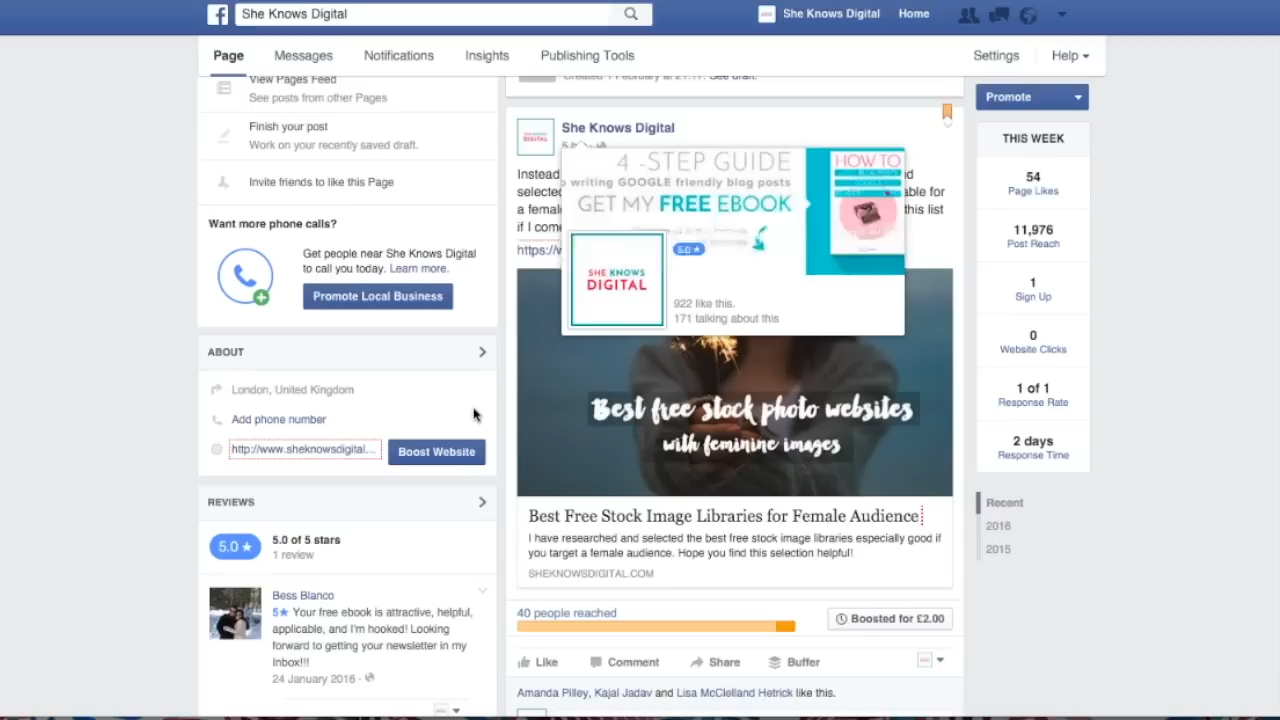 She Knows Digital
She Knows Digital
Home
Page
Messages
Notifications
Insights
Publishing Tools
Settings
Help
View Pages Feed
See posts from other Pages
Finish your post
Work on your recently saved draft.
Invite friends to like this Page
Want more phone calls?
Get people near She Knows Digital
to call you today. Learn more.
Promote Local Business
ABOUT
London, United Kingdom
Add phone number
http://www.sheknowsdigital...
Boost Website
REVIEWS
5.0 ★
5.0 of 5 stars
1 review
Bess Blanco
5★ Your free ebook is attractive, helpful,
applicable, and I'm hooked! Looking
forward to getting your newsletter in my
Inbox!!!
24 January 2016 ·
Created 1 February at 21:17. See draft.
SHE KNOWS
DIGITAL
She Knows Digital
Instead
selected
able for
a female
this list
if I come
https://
4 -STEP GUIDE
writing GOOGLE friendly blog posts
GET MY FREE EBOOK
HOW TO
5.0 ★
SHE KNOWS
DIGITAL
922 like this.
171 talking about this
Best free stock photo websites
with feminine images
Best Free Stock Image Libraries for Female Audience
I have researched and selected the best free stock image libraries especially good if
you target a female audience. Hope you find this selection helpful!
SHEKNOWSDIGITAL.COM
40 people reached
Boosted for £2.00
Like
Comment
Share
Buffer
Amanda Pilley, Kajal Jadav and Lisa McClelland Hetrick like this.
Promote
THIS WEEK
54
Page Likes
11,976
Post Reach
1
Sign Up
0
Website Clicks
1 of 1
Response Rate
2 days
Response Time
Recent
2016
2015